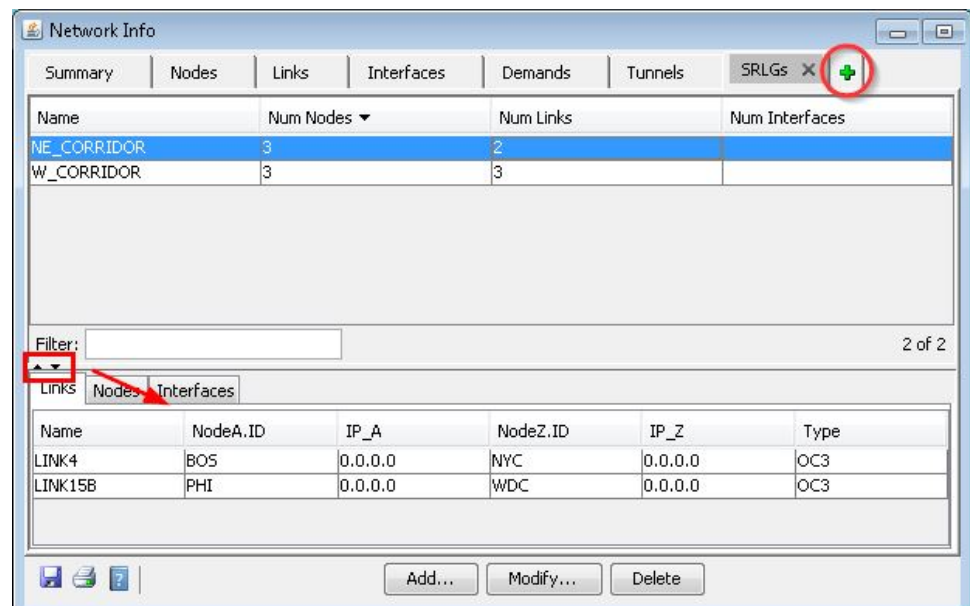 Network Info
Summary Nodes Links Interfaces Demands Tunnels SRLGs
Name Num Nodes Num Links Num Interfaces
NE_CORRIDOR 3 2
W_CORRIDOR 3 3
Filter: 2 of 2
Links Nodes Interfaces
Name NodeA.ID IP_A NodeZ.ID IP_Z Type
LINK4 BOS 0.0.0.0 NYC 0.0.0.0 OC3
LINK15B PHI 0.0.0.0 WDC 0.0.0.0 OC3
Add... Modify... Delete